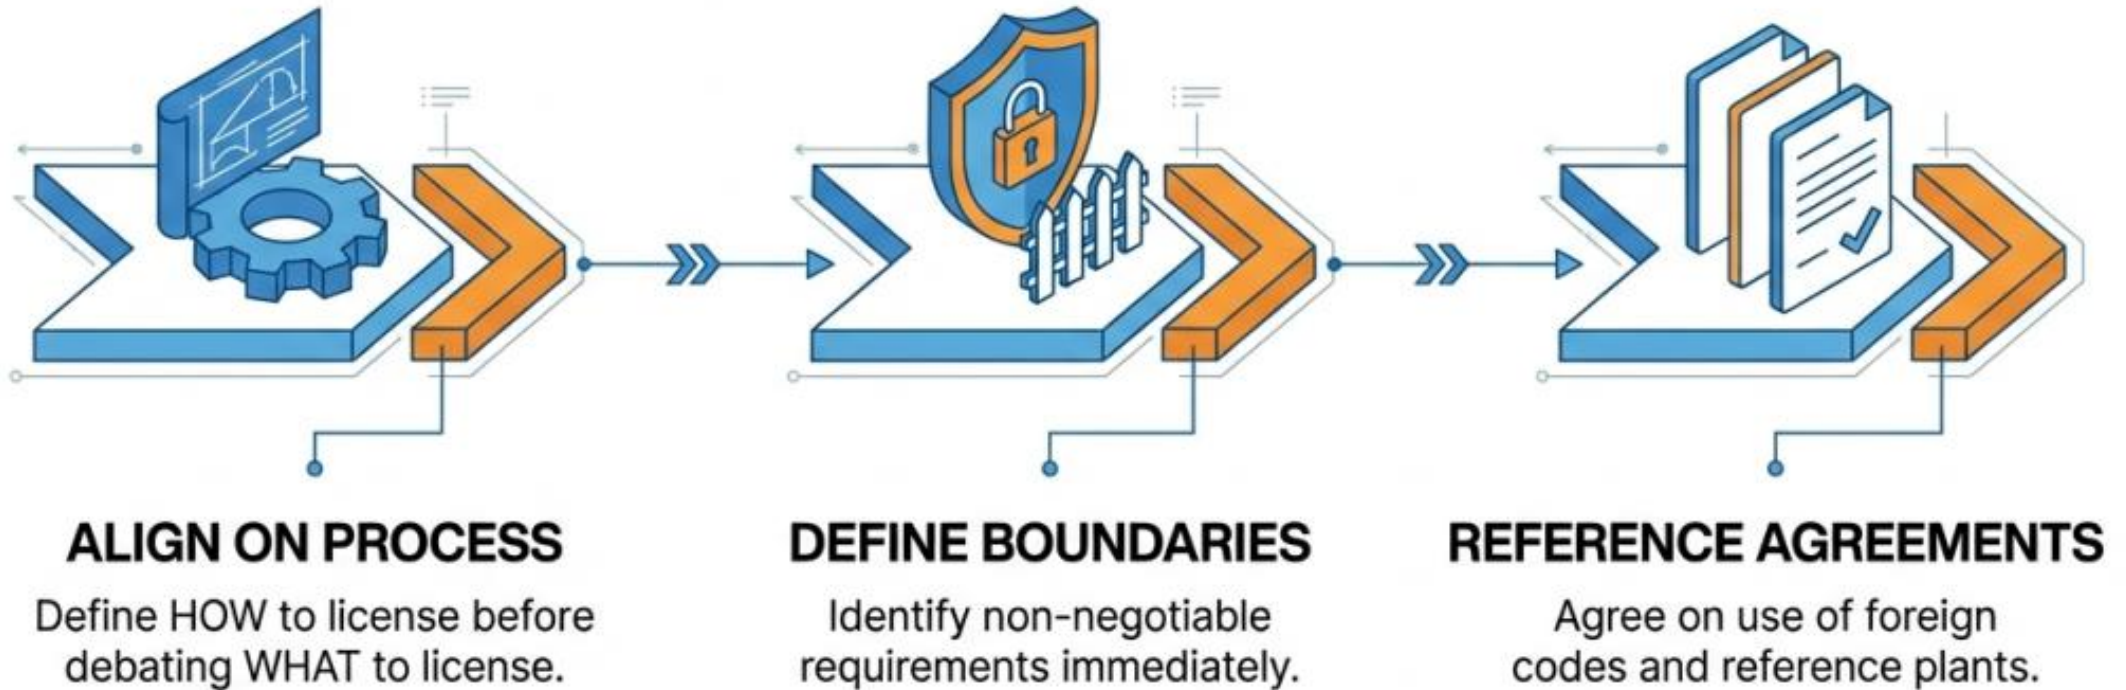 ALIGN ON PROCESS
Define HOW to license before
debating WHAT to license.
DEFINE BOUNDARIES
Identify non-negotiable
requirements immediately.
REFERENCE AGREEMENTS
Agree on use of foreign
codes and reference plants.